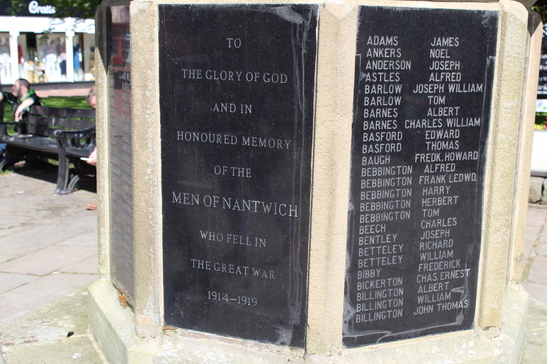 TO
THE GLORY OF GOD
AND IN
HONOURED MEMORY
OF THE
MEN OF NANTWICH
WHO FELL IN
THE GREAT WAR
1914–1919
ADAMS JAMES
ANKERS NOEL
ANDERSON JOSEPH
ASTLES ALFRED
BARLOW JOSEPH WILLIAM
BARLOW TOM
BARNES ALBERT
BARNES CHARLES WILLIAM
BASFORD EDWARD
BASFORD THOMAS
BAUGH FREDK. HOWARD
BEBBINGTON ALFRED
BEBBINGTON FRANK LEDWD.
BEBBINGTON HARRY
BEBBINGTON HERBERT
BEBBINGTON TOM
BEECH CHARLES
BENTLEY JOSEPH
BETTELEY RICHARD
BETTELEY WILLIAM
BIBBY FREDERICK
BICKERTON CHAS. ERNEST
BILLINGTON ALBERT
BILLINGTON WILLIAM
BILLINGTON JOHN THOMAS